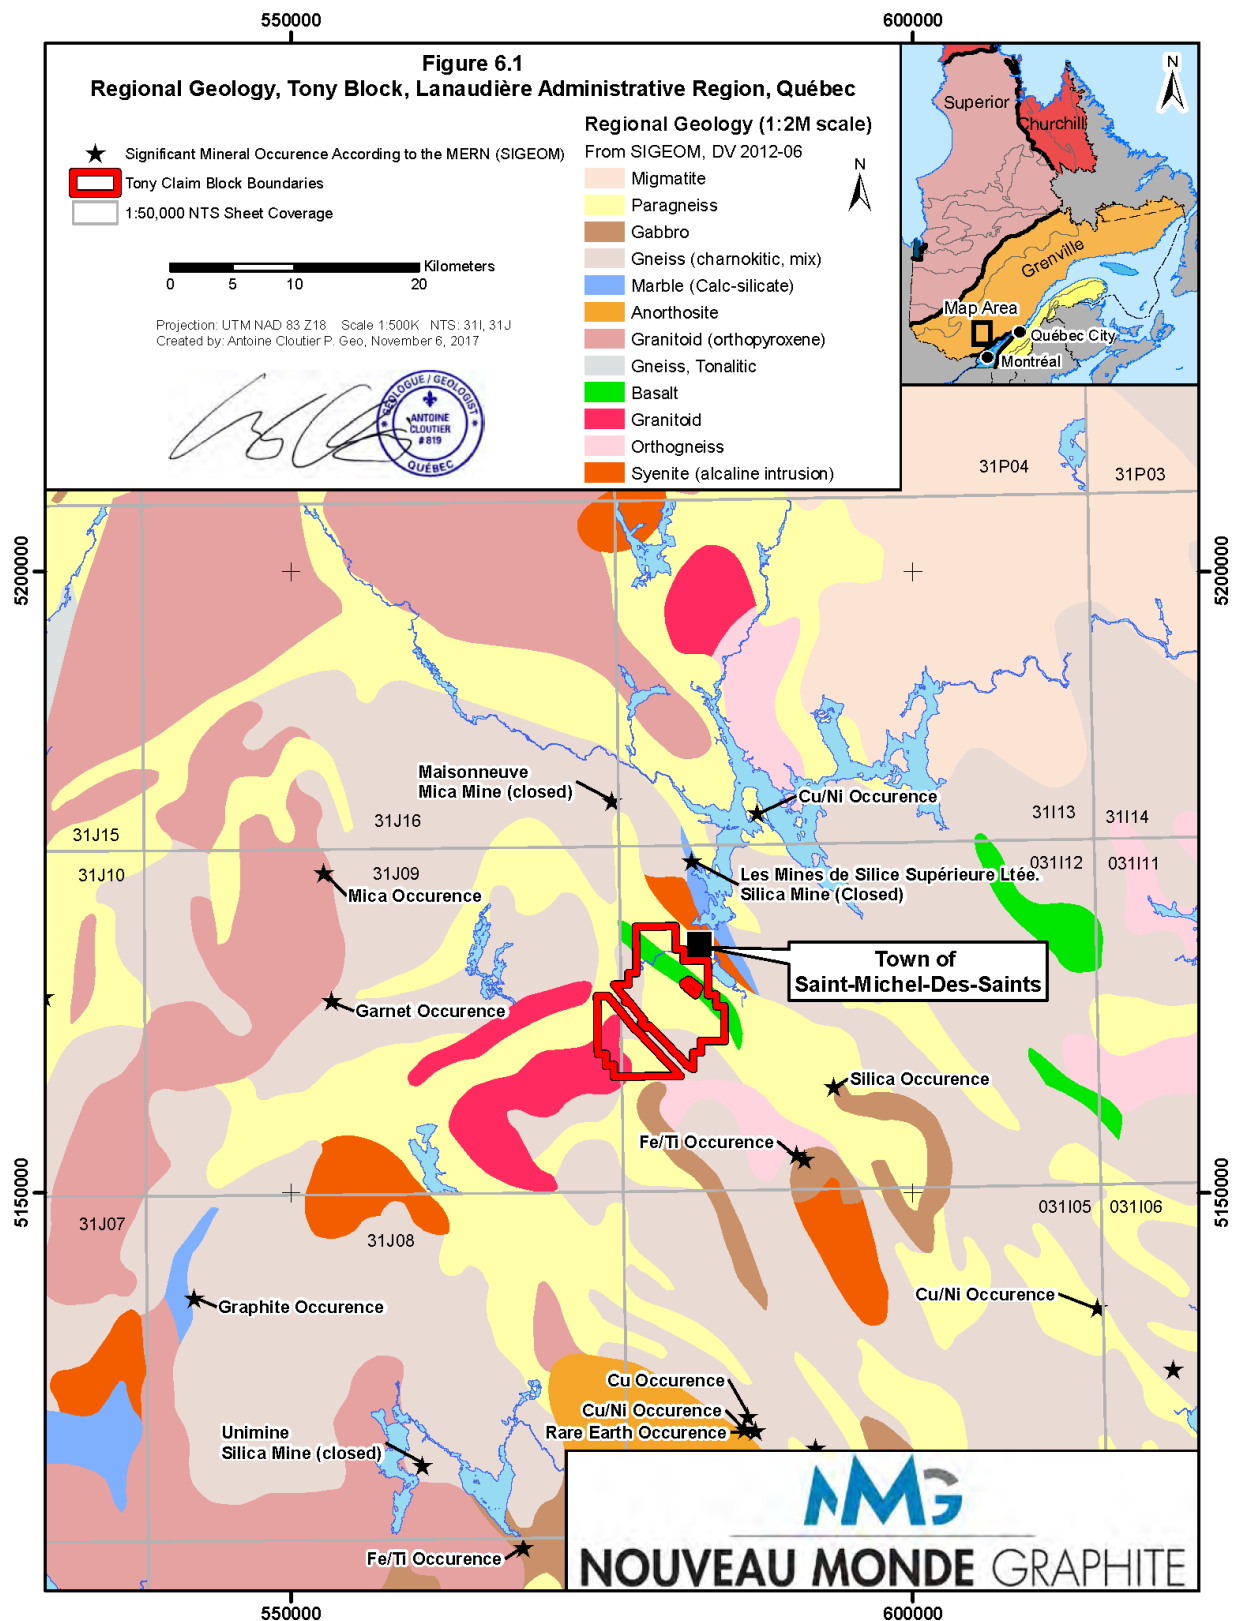 550000
600000
Figure 6.1
Regional Geology, Tony Block, Lanaudière Administrative Region, Québec
Significant Mineral Occurence According to the MERN (SIGEOM)
Tony Claim Block Boundaries
1:50,000 NTS Sheet Coverage
Kilometers
0 5 10 20
Projection: UTM NAD 83 Z18 Scale 1:500K NTS: 31I, 31J
Created by: Antoine Cloutier P. Geo, November 6, 2017
GÉOLOGUE / GEOLOGIST
ANTOINE
CLOUTIER
# 819
QUÉBEC
Regional Geology (1:2M scale)
From SIGEOM, DV 2012-06
N
Migmatite
Paragneiss
Gabbro
Gneiss (charnokitic, mix)
Marble (Calc-silicate)
Anorthosite
Granitoid (orthopyroxene)
Gneiss, Tonalitic
Basalt
Granitoid
Orthogneiss
Syenite (alcaline intrusion)
N
Superior
Churchill
Grenville
Map Area
Québec City
Montréal
31P04
31P03
5200000
5200000
Maisonneuve
Mica Mine (closed)
Cu/Ni Occurence
31J15
31J16
31I13
31I14
31J10
31J09
031I12
031I11
Mica Occurence
Les Mines de Silice Supérieure Ltée.
Silica Mine (Closed)
Town of
Saint-Michel-Des-Saints
Garnet Occurence
Silica Occurence
Fe/Ti Occurence
5150000
5150000
31J07
31J08
031I05
031I06
Graphite Occurence
Cu/Ni Occurence
Cu Occurence
Cu/Ni Occurence
Rare Earth Occurence
Unimine
Silica Mine (closed)
Fe/Ti Occurence
NMG
NOUVEAU MONDE GRAPHITE
550000
600000